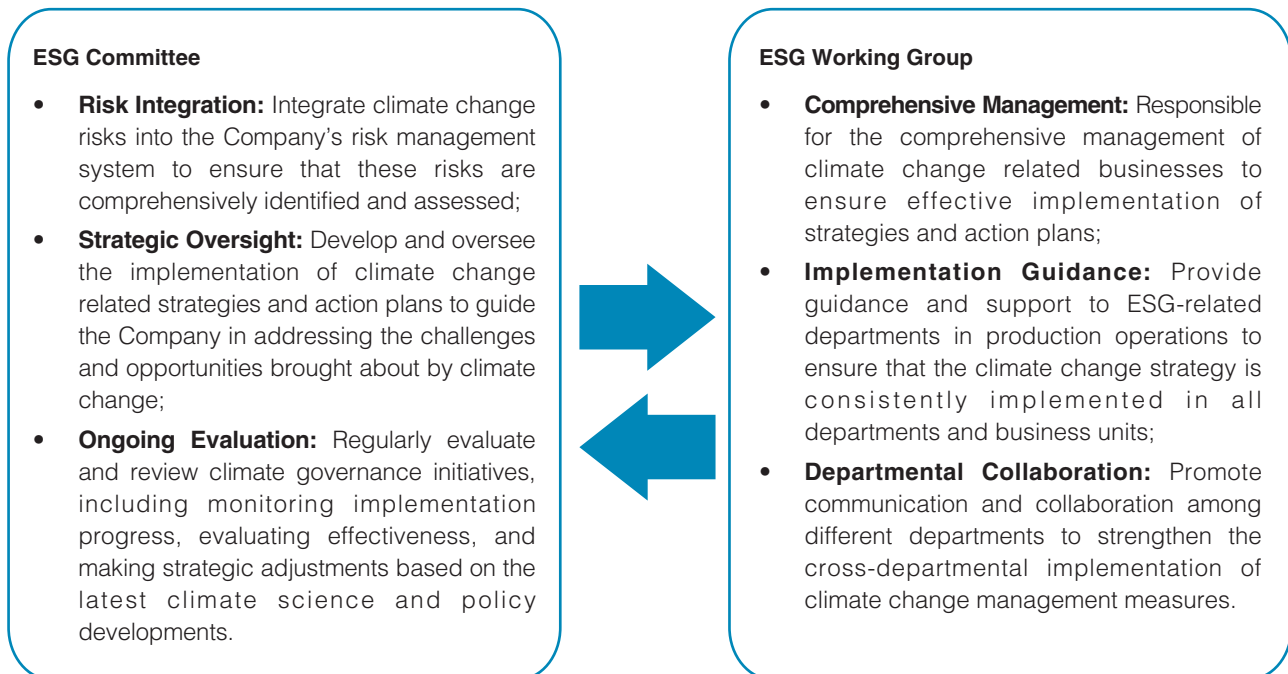 ESG Committee
• Risk Integration: Integrate climate change
risks into the Company's risk management
system to ensure that these risks are
comprehensively identified and assessed;
• Strategic Oversight: Develop and oversee
the implementation of climate change
related strategies and action plans to guide
the Company in addressing the challenges
and opportunities brought about by climate
change;
• Ongoing Evaluation: Regularly evaluate
and review climate governance initiatives,
including monitoring implementation
progress, evaluating effectiveness, and
making strategic adjustments based on the
latest climate science and policy
developments.
ESG Working Group
• Comprehensive Management: Responsible
for the comprehensive management of
climate change related businesses to
ensure effective implementation of
strategies and action plans;
• Implementation Guidance: Provide
guidance and support to ESG-related
departments in production operations to
ensure that the climate change strategy is
consistently implemented in all
departments and business units;
• Departmental Collaboration: Promote
communication and collaboration among
different departments to strengthen the
cross-departmental implementation of
climate change management measures.